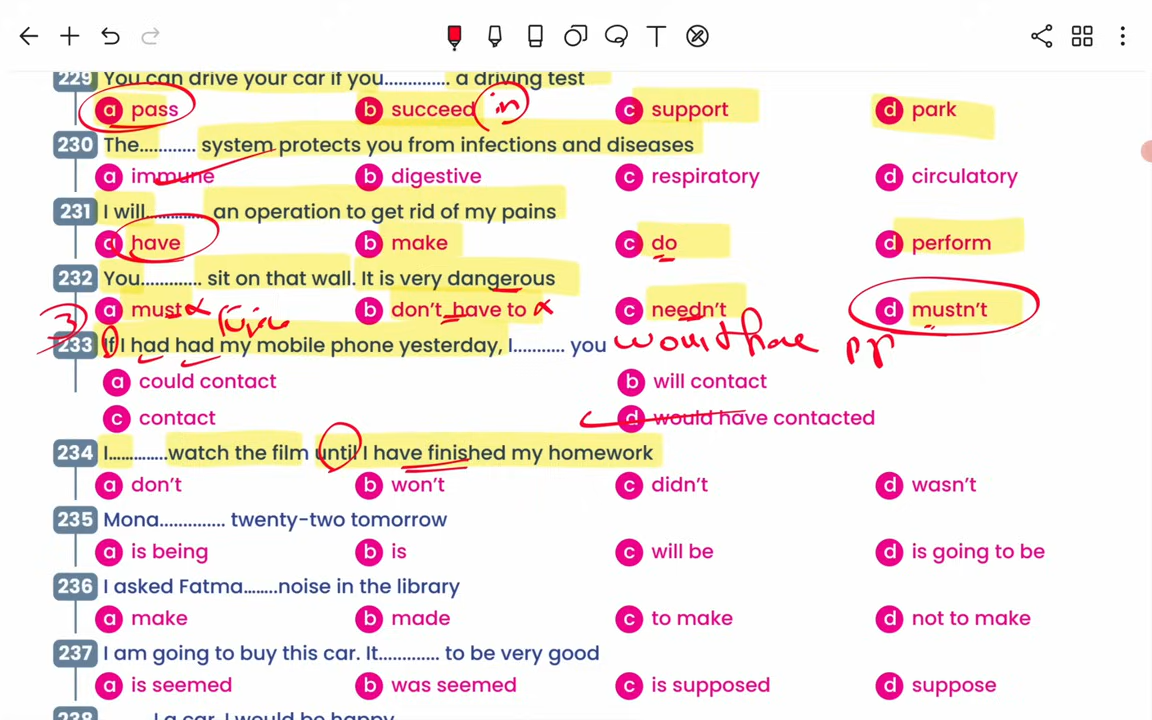 229 You can drive your car if you............. a driving test
a pass b succeed in c support d park
230 The........... system protects you from infections and diseases
a immune b digestive c respiratory d circulatory
231 I will............. an operation to get rid of my pains
a have b make c do d perform
232 You............ sit on that wall. It is very dangerous
a must b don't have to c needn't d mustn't
3
233 If I had had my mobile phone yesterday, I........... you would have pp
a could contact b will contact
c contact d would have contacted
234 I.............watch the film until I have finished my homework
a don't b won't c didn't d wasn't
235 Mona.............. twenty-two tomorrow
a is being b is c will be d is going to be
236 I asked Fatma........noise in the library
a make b made c to make d not to make
237 I am going to buy this car. It............. to be very good
a is seemed b was seemed c is supposed d suppose
I a car, I would be happy